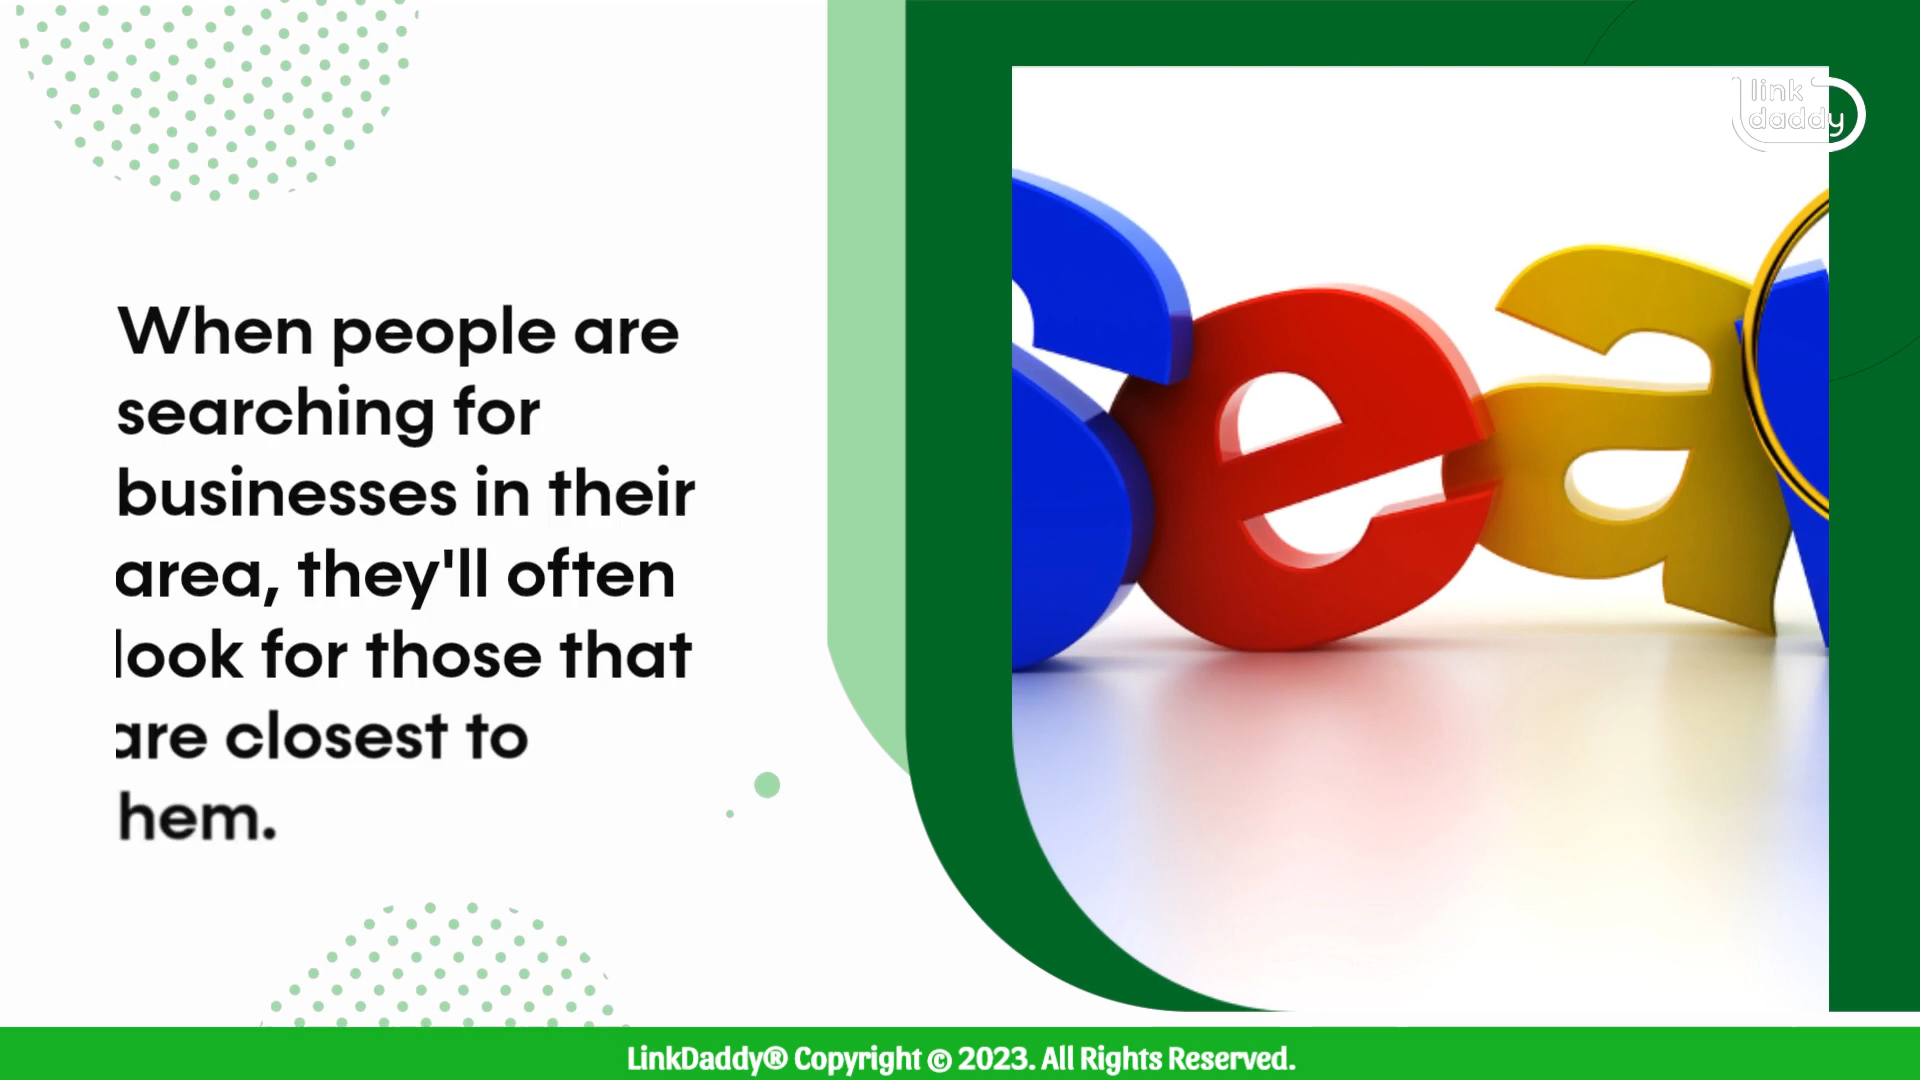 When people are
searching for
businesses in their
area, they'll often
look for those that
are closest to
hem.
link
daddy
Sea
LinkDaddy® Copyright © 2023. All Rights Reserved.